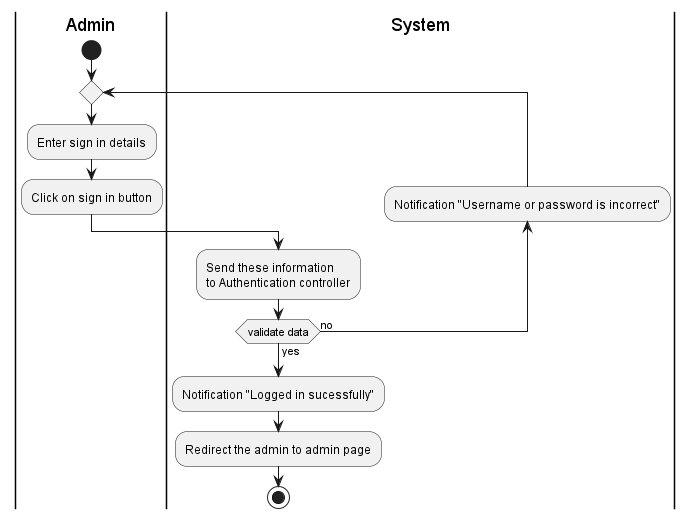 Admin
System
Enter sign in details
Click on sign in button
Notification "Username or password is incorrect"
Send these information
to Authentication controller
validate data
no
yes
Notification "Logged in sucessfully"
Redirect the admin to admin page